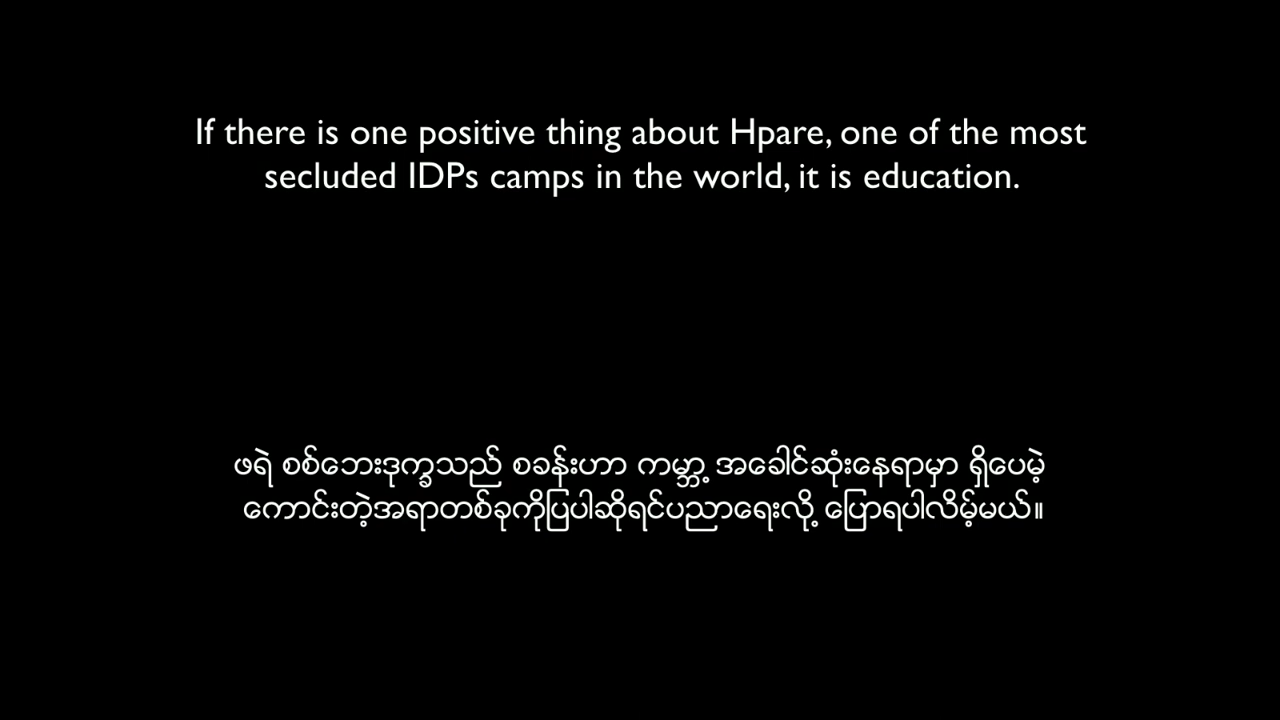 If there is one positive thing about Hpare, one of the most
secluded IDPs camps in the world, it is education.
ဖရဲ စစ်ဘေးဒုက္ခသည် စခန်းဟာ ကမ္ဘာ့ အခေါင်ဆုံးနေရာမှာ ရှိပေမဲ့
ကောင်းတဲ့အရာတစ်ခုကိုပြပါဆိုရင်ပညာရေးလို့ ပြောရပါလိမ့်မယ်။